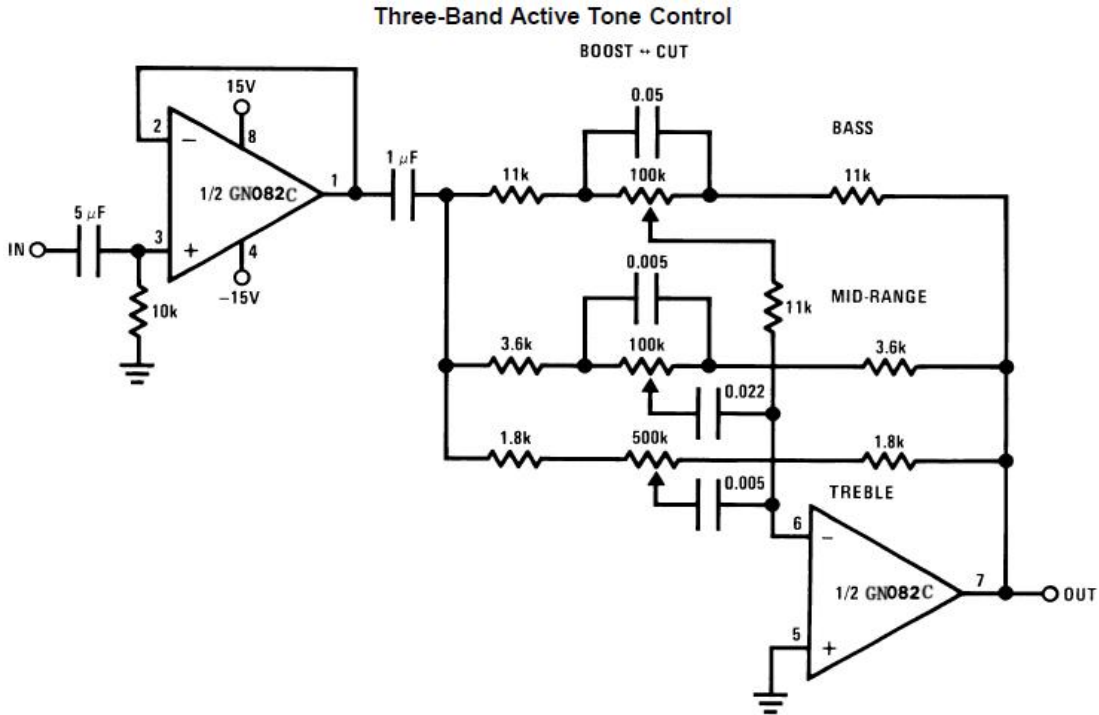 Three-Band Active Tone Control
BOOST ↔ CUT
0.05
BASS
15V
2
−
8
1/2 GN082C
1
1 μF
11k
100k
11k
5 μF
IN
3
+
4
−15V
10k
0.005
11k
MID-RANGE
3.6k
100k
3.6k
0.022
1.8k
500k
1.8k
0.005
TREBLE
6
−
1/2 GN082C
7
OUT
5
+